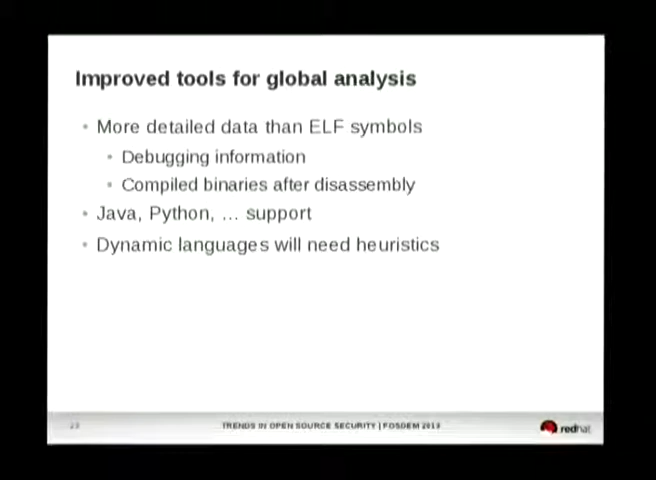 Improved tools for global analysis
• More detailed data than ELF symbols
• Debugging information
• Compiled binaries after disassembly
• Java, Python, ... support
• Dynamic languages will need heuristics
TRENDS IN OPEN SOURCE SECURITY | FOSDEM 2013
redhat